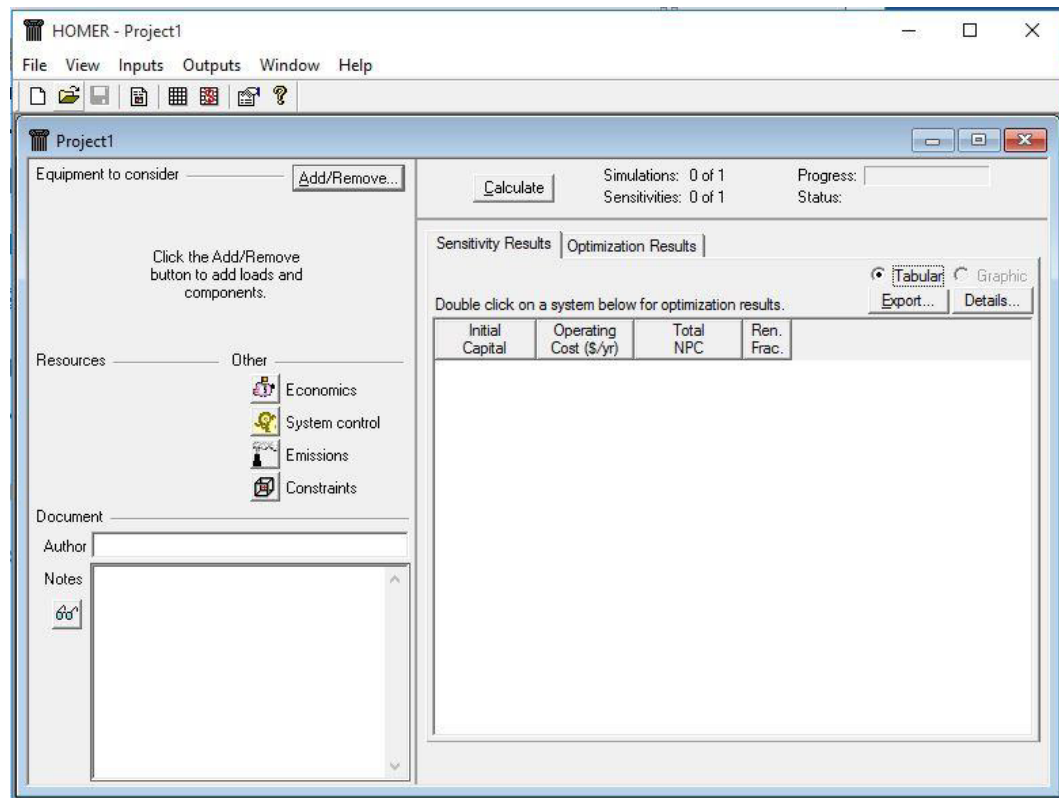 HOMER - Project1
File View Inputs Outputs Window Help
Project1
Equipment to consider
Add/Remove...
Click the Add/Remove
button to add loads and
components.
Resources
Other
Economics
System control
Emissions
Constraints
Document
Author
Notes
Calculate
Simulations: 0 of 1
Sensitivities: 0 of 1
Progress:
Status:
Sensitivity Results
Optimization Results
Tabular
Graphic
Double click on a system below for optimization results.
Export...
Details...
Initial
Capital
Operating
Cost ($/yr)
Total
NPC
Ren.
Frac.